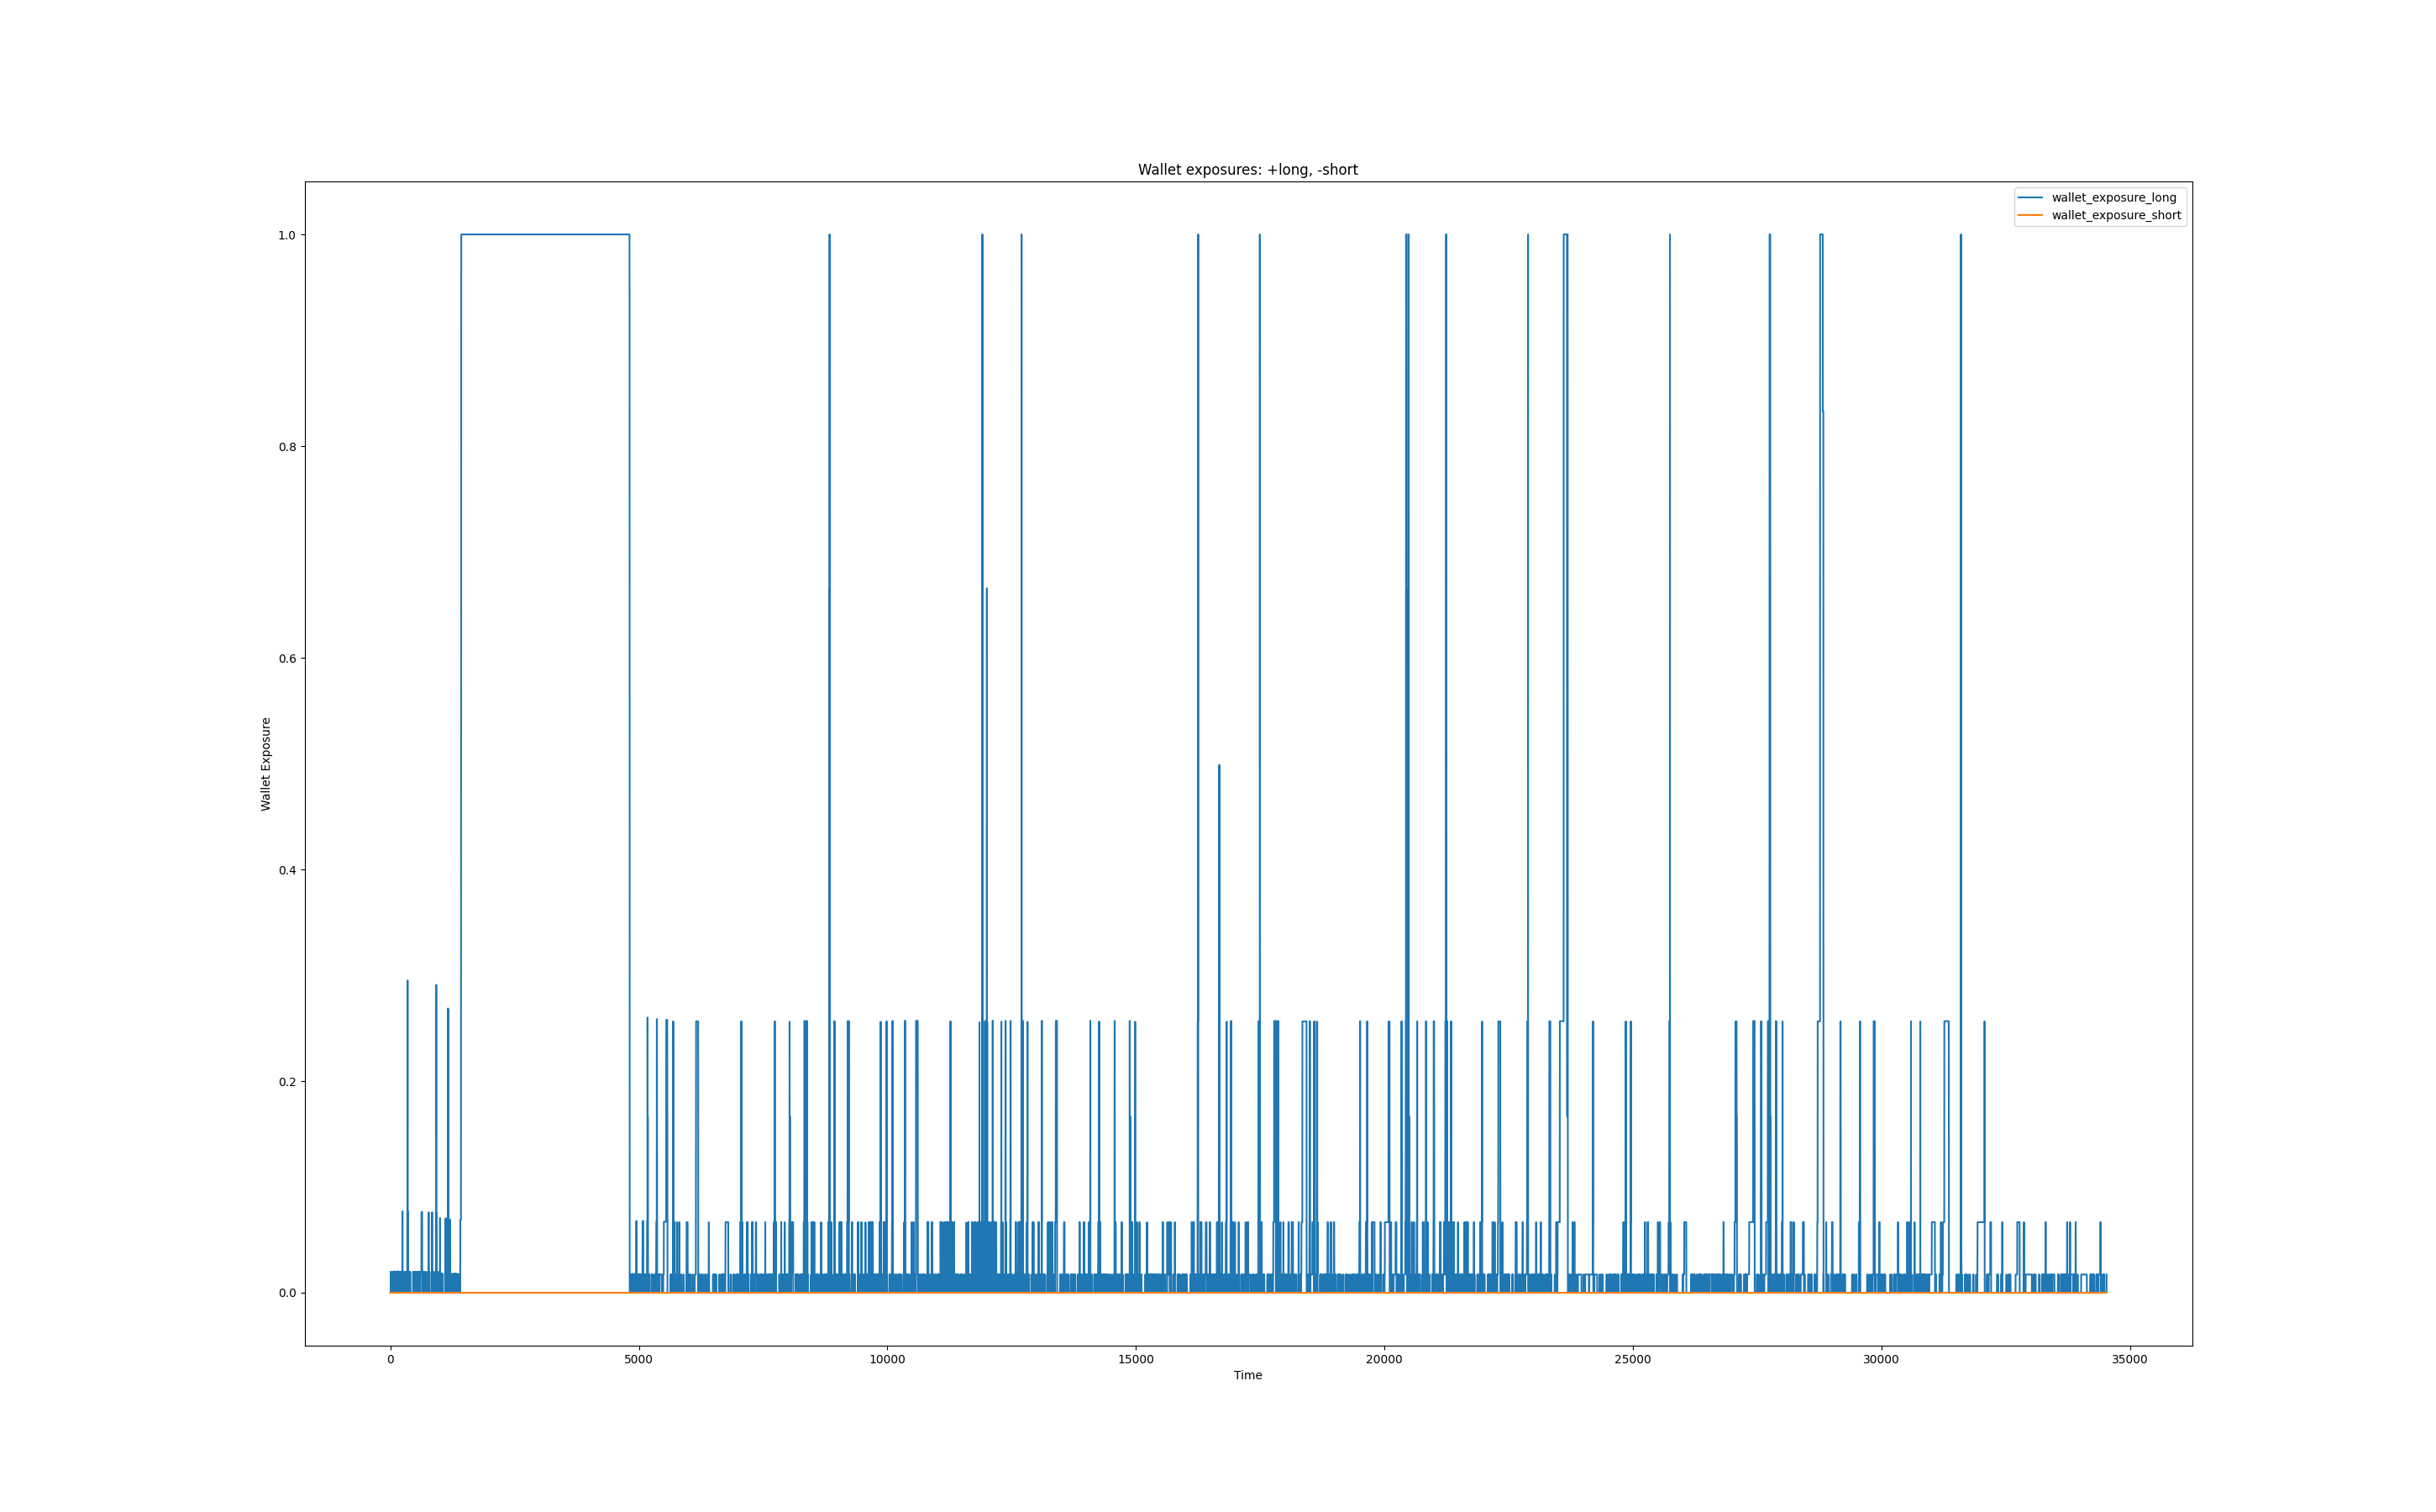 Wallet exposures: +long, -short
wallet_exposure_long
wallet_exposure_short
1.0
0.8
0.6
0.4
0.2
0.0
Wallet Exposure
0 5000 10000 15000 20000 25000 30000 35000
Time